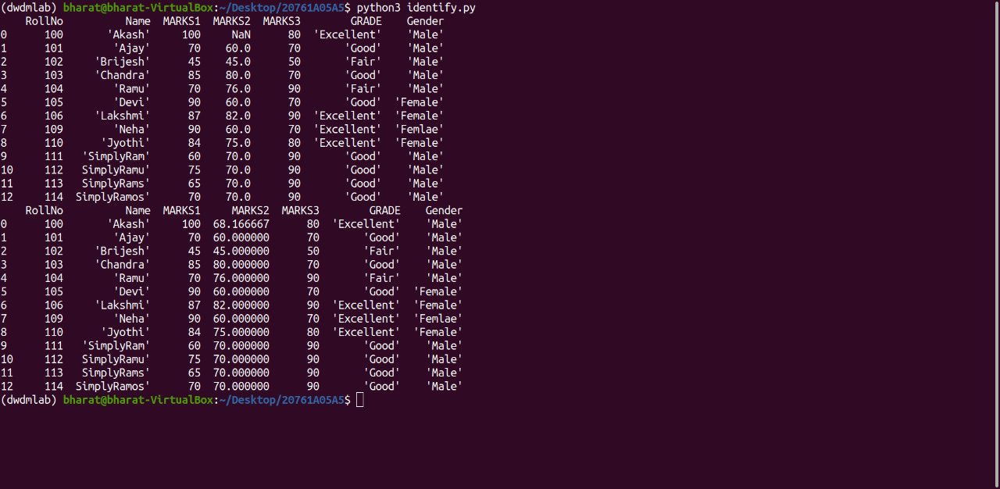 (dwdmlab) bharat@bharat-VirtualBox:~/Desktop/20761A05A5$ python3 identify.py
    RollNo          Name  MARKS1  MARKS2  MARKS3        GRADE    Gender
0      100       'Akash'     100     NaN      80  'Excellent'    'Male'
1      101        'Ajay'      70    60.0      70       'Good'    'Male'
2      102     'Brijesh'      45    45.0      50       'Fair'    'Male'
3      103     'Chandra'      85    80.0      70       'Good'    'Male'
4      104        'Ramu'      70    76.0      90       'Fair'    'Male'
5      105        'Devi'      90    60.0      70       'Good'  'Female'
6      106     'Lakshmi'      87    82.0      90  'Excellent'  'Female'
7      109        'Neha'      90    60.0      70  'Excellent'  'Femlae'
8      110      'Jyothi'      84    75.0      80  'Excellent'  'Female'
9      111   'SimplyRam'      60    70.0      90       'Good'    'Male'
10     112   SimplyRamu'      75    70.0      90       'Good'    'Male'
11     113   SimplyRams'      65    70.0      90       'Good'    'Male'
12     114  SimplyRamos'      70    70.0      90       'Good'    'Male'
    RollNo          Name  MARKS1     MARKS2  MARKS3        GRADE    Gender
0      100       'Akash'     100  68.166667      80  'Excellent'    'Male'
1      101        'Ajay'      70  60.000000      70       'Good'    'Male'
2      102     'Brijesh'      45  45.000000      50       'Fair'    'Male'
3      103     'Chandra'      85  80.000000      70       'Good'    'Male'
4      104        'Ramu'      70  76.000000      90       'Fair'    'Male'
5      105        'Devi'      90  60.000000      70       'Good'  'Female'
6      106     'Lakshmi'      87  82.000000      90  'Excellent'  'Female'
7      109        'Neha'      90  60.000000      70  'Excellent'  'Femlae'
8      110      'Jyothi'      84  75.000000      80  'Excellent'  'Female'
9      111   'SimplyRam'      60  70.000000      90       'Good'    'Male'
10     112   SimplyRamu'      75  70.000000      90       'Good'    'Male'
11     113   SimplyRams'      65  70.000000      90       'Good'    'Male'
12     114  SimplyRamos'      70  70.000000      90       'Good'    'Male'
(dwdmlab) bharat@bharat-VirtualBox:~/Desktop/20761A05A5$